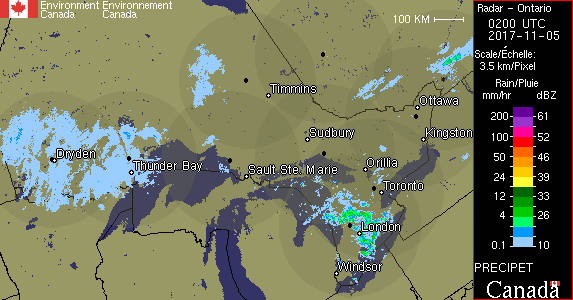 Environment Environnement
Canada Canada
100 KM
Timmins
Ottawa
Sudbury
Kingston
Dryden
Thunder Bay
Sault Ste. Marie
Orillia
Toronto
London
Windsor
Radar - Ontario
0200 UTC
2017-11-05
Scale/Échelle:
3.5 km/Pixel
Rain/Pluie
mm/hr dBZ
200 61
100 52
50 46
24 39
12 33
4 26
0.1 10
PRECIPET
Canada